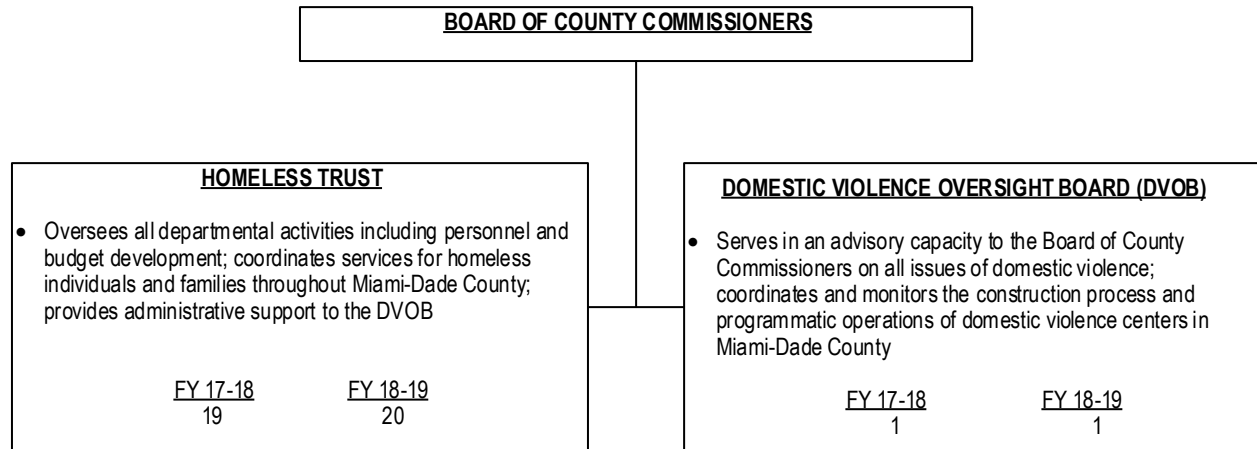 BOARD OF COUNTY COMMISSIONERS
HOMELESS TRUST
• Oversees all departmental activities including personnel and
budget development; coordinates services for homeless
individuals and families throughout Miami-Dade County;
provides administrative support to the DVOB
FY 17-18 FY 18-19
19 20
DOMESTIC VIOLENCE OVERSIGHT BOARD (DVOB)
• Serves in an advisory capacity to the Board of County
Commissioners on all issues of domestic violence;
coordinates and monitors the construction process and
programmatic operations of domestic violence centers in
Miami-Dade County
FY 17-18 FY 18-19
1 1